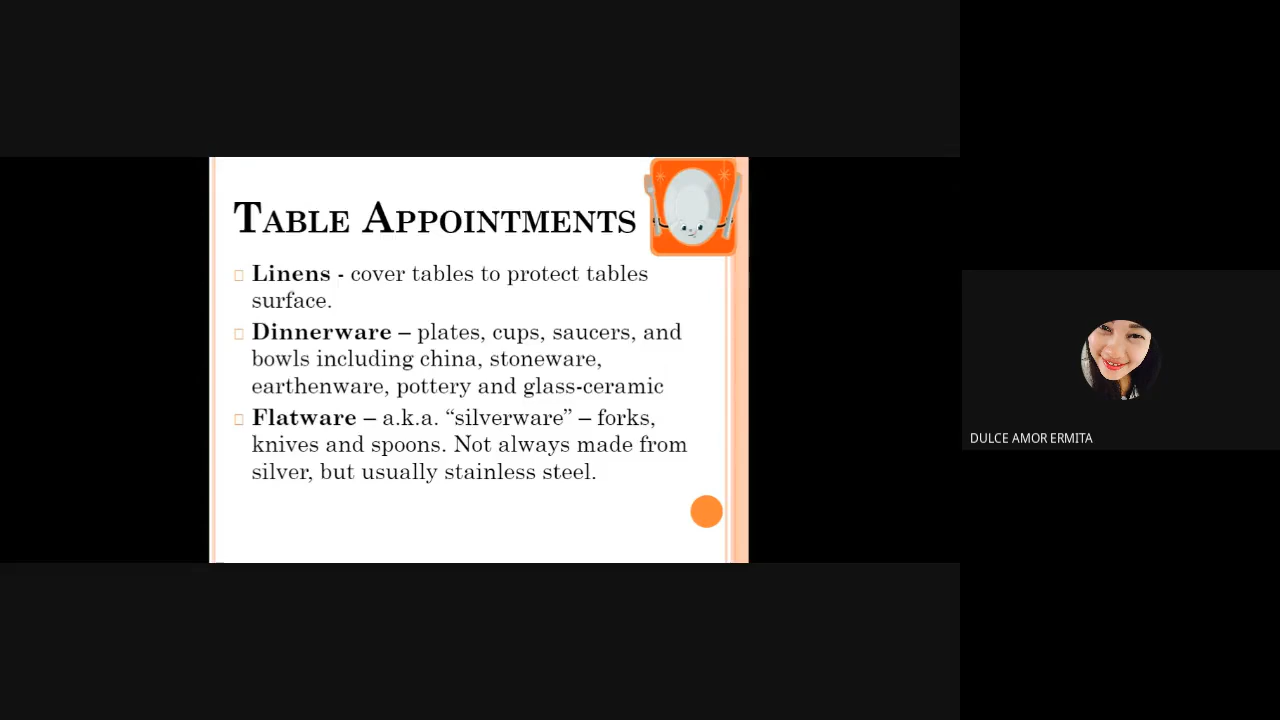 TABLE APPOINTMENTS
Linens - cover tables to protect tables
surface.
Dinnerware – plates, cups, saucers, and
bowls including china, stoneware,
earthenware, pottery and glass-ceramic
Flatware – a.k.a. “silverware” – forks,
knives and spoons. Not always made from
silver, but usually stainless steel.
DULCE AMOR ERMITA